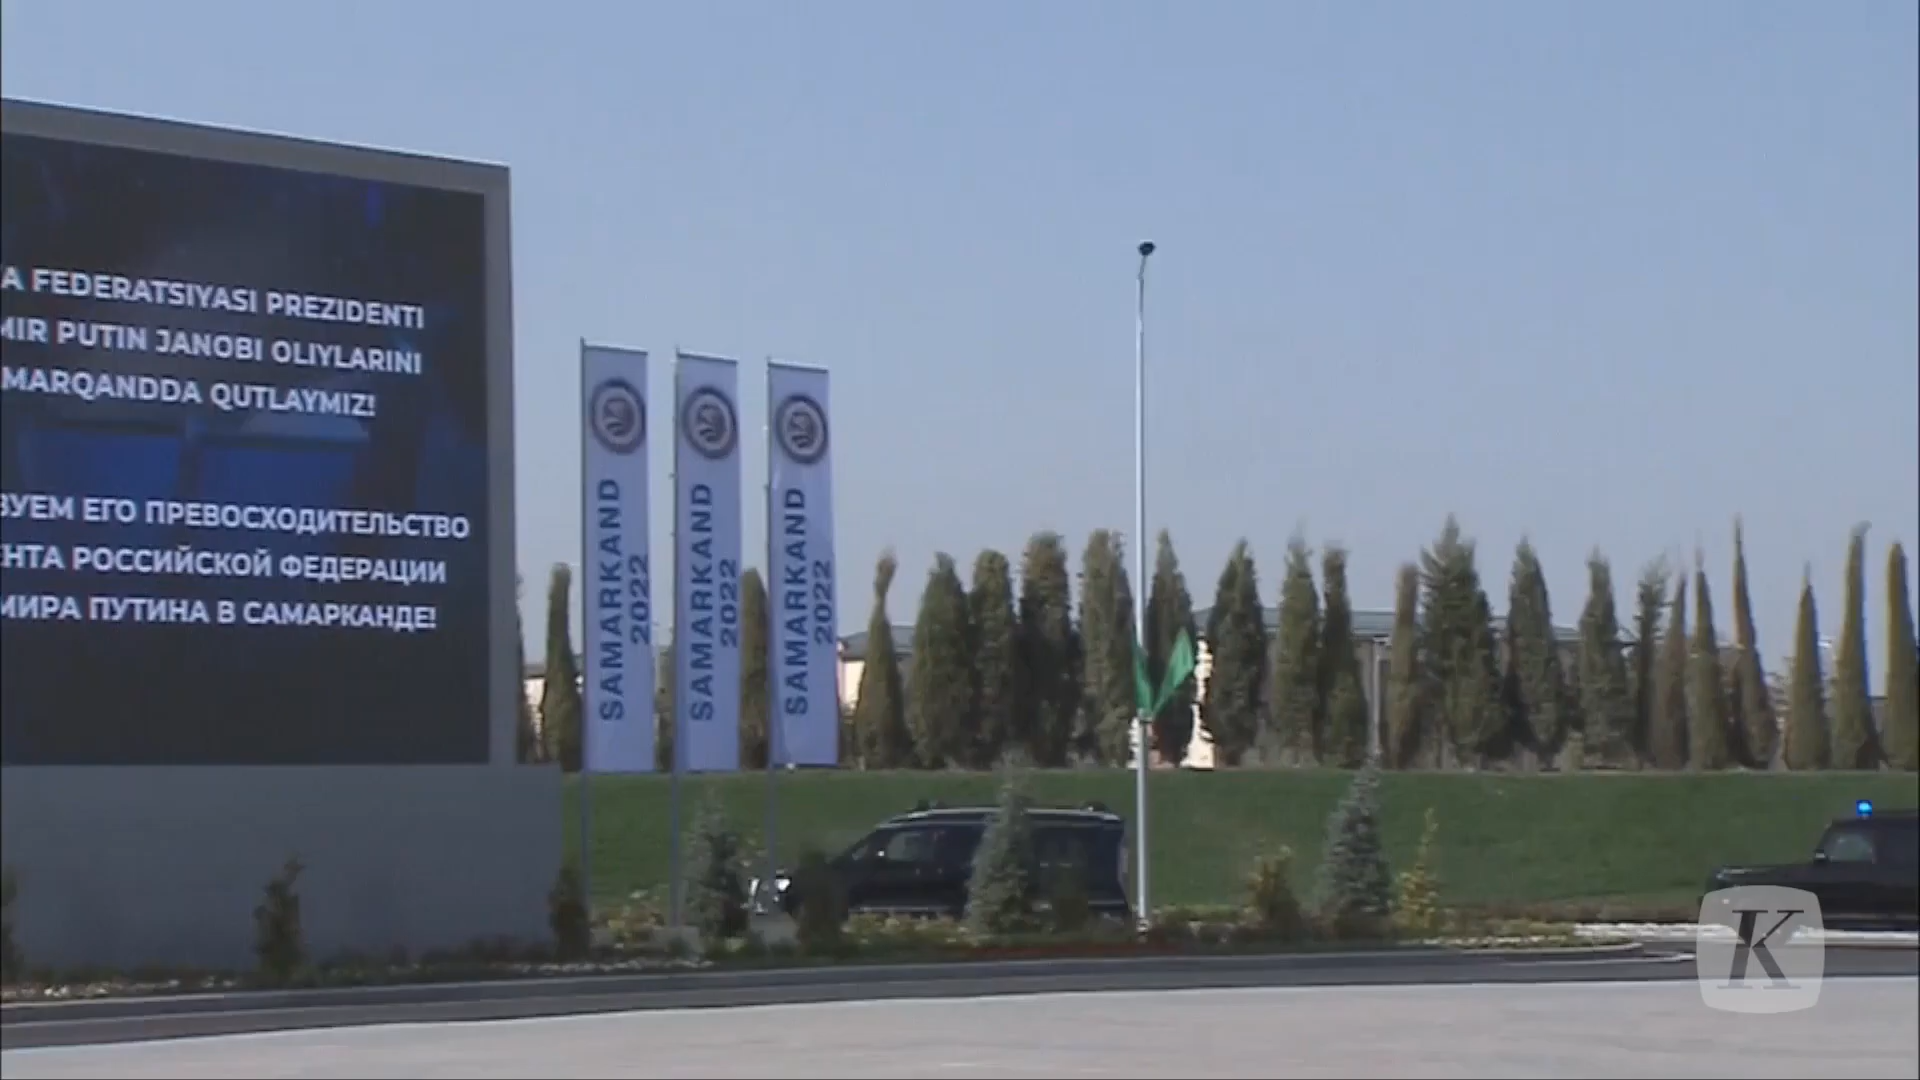 A FEDERATSIYASI PREZIDENTI
MIR PUTIN JANOBI OLIYLARINI
MARQANDDA QUTLAYMIZ!
ВУЕМ ЕГО ПРЕВОСХОДИТЕЛЬСТВО
ЕНТА РОССИЙСКОЙ ФЕДЕРАЦИИ
МИРА ПУТИНА В САМАРКАНДЕ!
SAMARKAND
2022
SAMARKAND
2022
SAMARKAND
2022
K